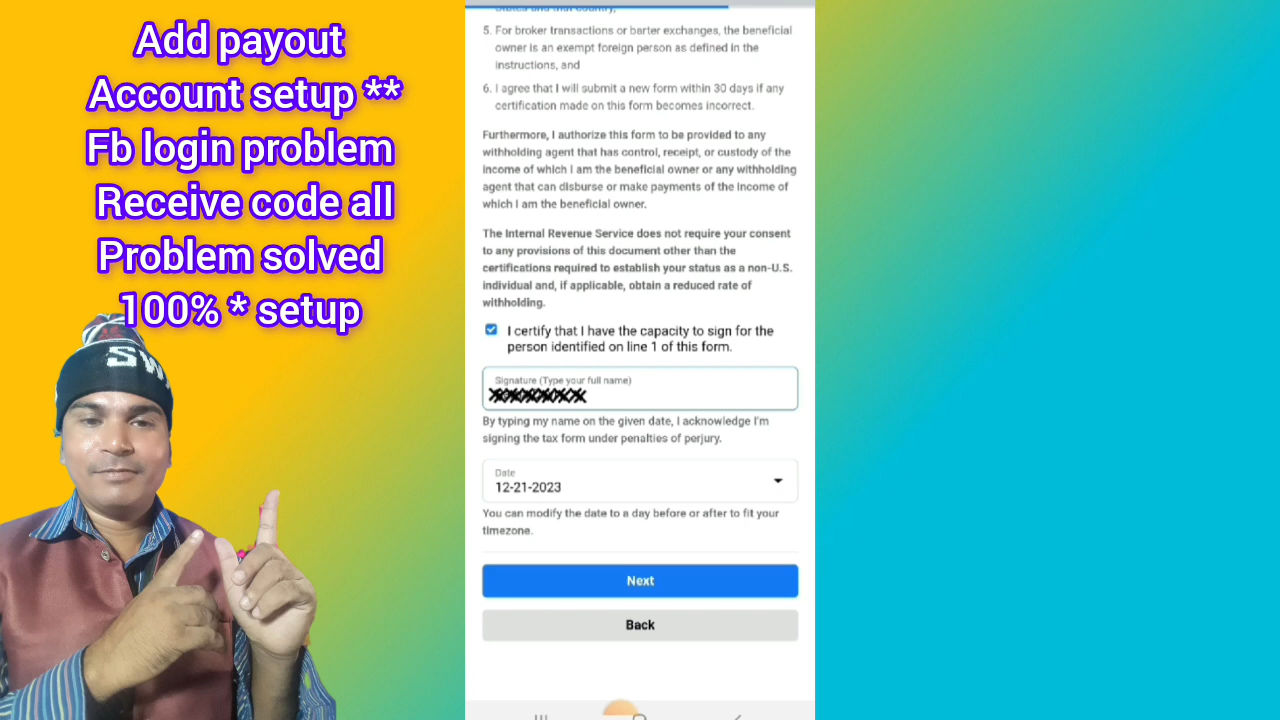 Add payout
Account setup **
Fb login problem
Receive code all
Problem solved
100% * setup
SW
States and that country,
5. For broker transactions or barter exchanges, the beneficial
owner is an exempt foreign person as defined in the
instructions, and
6. I agree that I will submit a new form within 30 days if any
certification made on this form becomes incorrect.
Furthermore, I authorize this form to be provided to any
withholding agent that has control, receipt, or custody of the
income of which I am the beneficial owner or any withholding
agent that can disburse or make payments of the income of
which I am the beneficial owner.
The Internal Revenue Service does not require your consent
to any provisions of this document other than the
certifications required to establish your status as a non-U.S.
individual and, if applicable, obtain a reduced rate of
withholding.
I certify that I have the capacity to sign for the
person identified on line 1 of this form.
Signature (Type your full name)
By typing my name on the given date, I acknowledge I'm
signing the tax form under penalties of perjury.
Date
12-21-2023
You can modify the date to a day before or after to fit your
timezone.
Next
Back